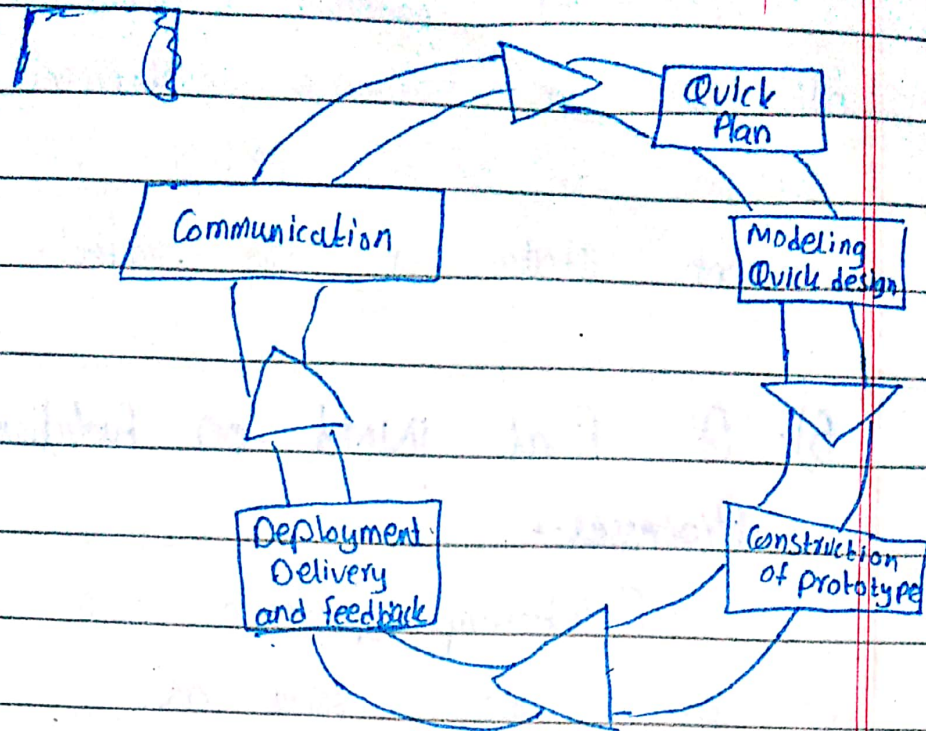 Quick
Plan
Communication
Modeling
Quick design
Construction
of prototype
Deployment
Delivery
and feedback